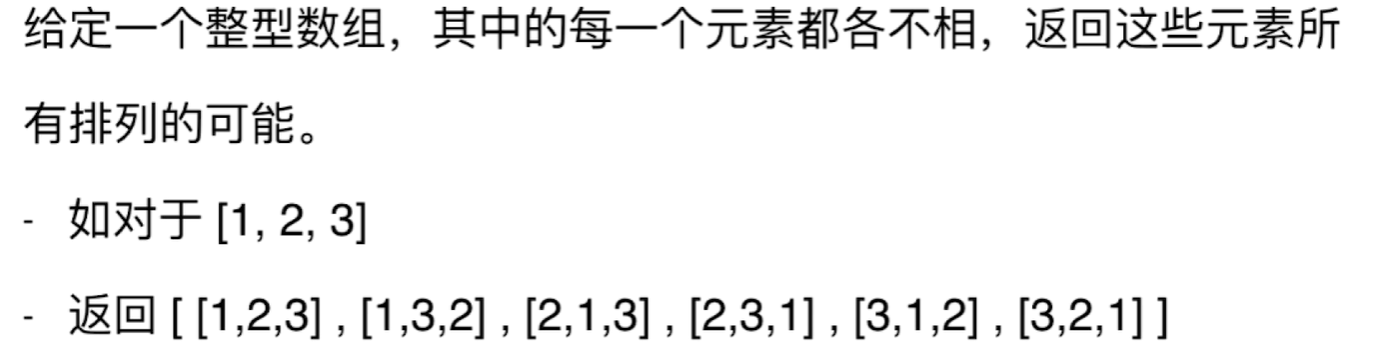 给定一个整型数组，其中的每一个元素都各不相，返回这些元素所
有排列的可能。
- 如对于 [1, 2, 3]
- 返回 [ [1,2,3] , [1,3,2] , [2,1,3] , [2,3,1] , [3,1,2] , [3,2,1] ]